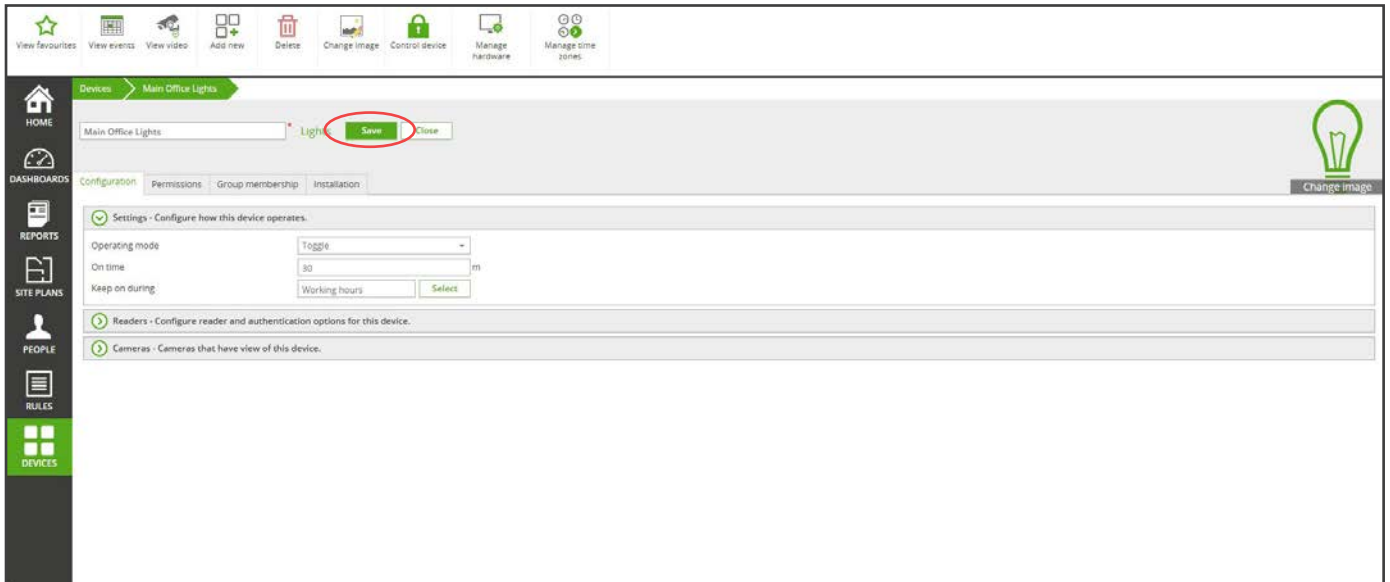 View favourites View events View video Add new Delete Change image Control device Manage hardware Manage time zones
HOME
DASHBOARDS
REPORTS
SITE PLANS
PEOPLE
RULES
DEVICES
Devices Main Office Lights
Main Office Lights * Lights Save Close
Change image
Configuration Permissions Group membership Installation
Settings - Configure how this device operates.
Operating mode Toggle
On time 30 m
Keep on during Working hours Select
Readers - Configure reader and authentication options for this device.
Cameras - Cameras that have view of this device.